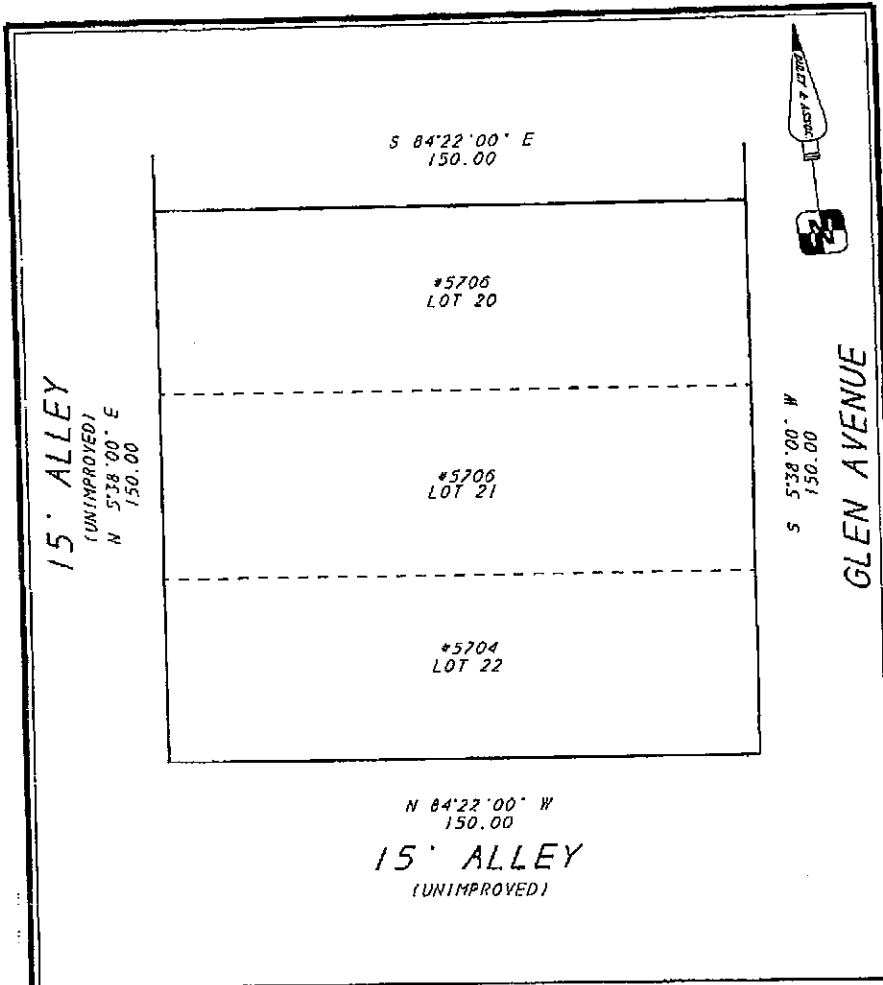 S 84°22'00" E
150.00
#5706
LOT 20
15' ALLEY
(UNIMPROVED)
N 5°38'00" E
150.00
#5706
LOT 21
S 5°38'00" W
150.00
GLEN AVENUE
#5704
LOT 22
N 84°22'00" W
150.00
15' ALLEY
(UNIMPROVED)
& ASSOC.